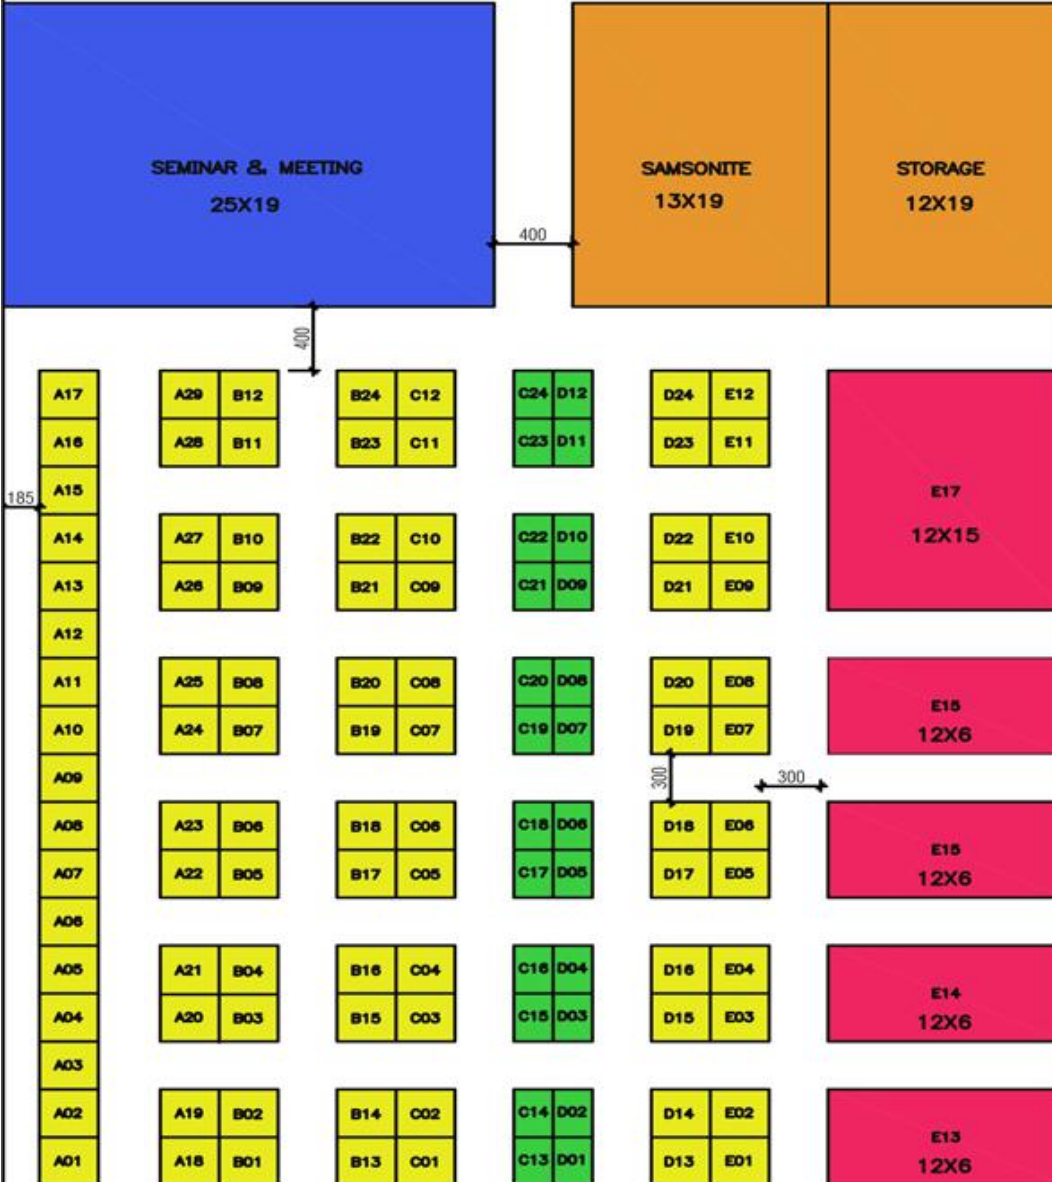 SEMINAR & MEETING
25X19
SAMSONITE
13X19
STORAGE
12X19
400
400
A17 A29 B12 B24 C12 C24 D12 D24 E12
A16 A28 B11 B23 C11 C23 D11 D23 E11
185 A15 E17
12X15
A14 A27 B10 B22 C10 C22 D10 D22 E10
A13 A26 B09 B21 C09 C21 D09 D21 E09
A12
A11 A25 B08 B20 C08 C20 D08 D20 E08
E15
A10 A24 B07 B19 C07 C19 D07 D19 E07 12X6
A09 300 300
A08 A23 B06 B18 C06 C18 D06 D18 E06
E15
A07 A22 B05 B17 C05 C17 D05 D17 E05 12X6
A06
A05 A21 B04 B16 C04 C16 D04 D16 E04
E14
A04 A20 B03 B15 C03 C15 D03 D15 E03 12X6
A03
A02 A19 B02 B14 C02 C14 D02 D14 E02
E13
A01 A18 B01 B13 C01 C13 D01 D13 E01 12X6